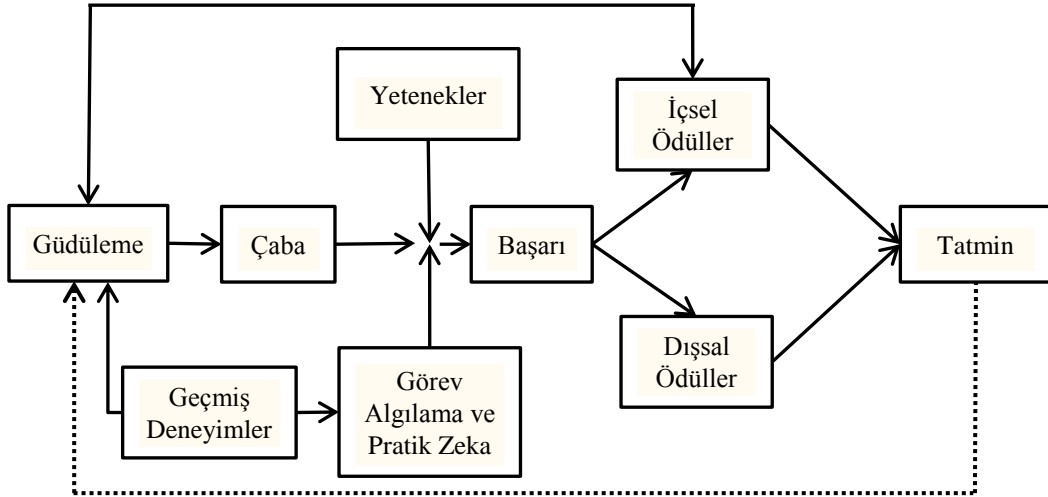 Yetenekler
İçsel
Ödüller
Güdüleme
Çaba
Başarı
Tatmin
Geçmiş
Deneyimler
Görev
Algılama ve
Pratik Zeka
Dışsal
Ödüller